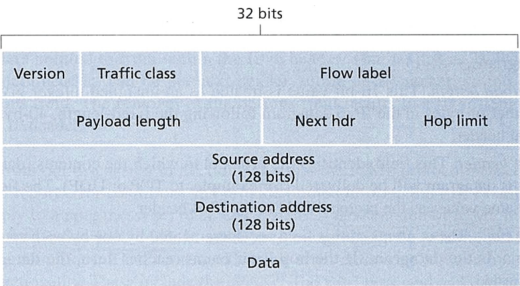 32 bits
Version Traffic class Flow label
Payload length Next hdr Hop limit
Source address
(128 bits)
Destination address
(128 bits)
Data